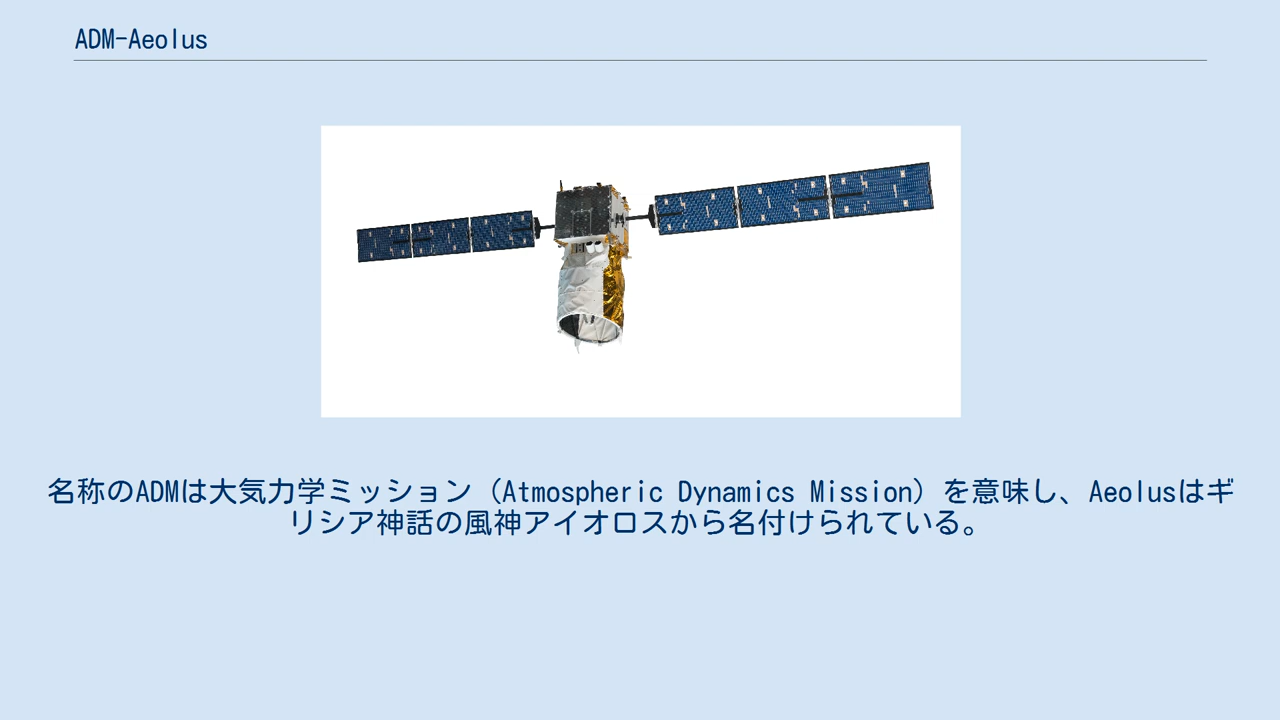 ADM-Aeolus
名称のADMは大気力学ミッション（Atmospheric Dynamics Mission）を意味し、Aeolusはギ
リシア神話の風神アイオロスから名付けられている。